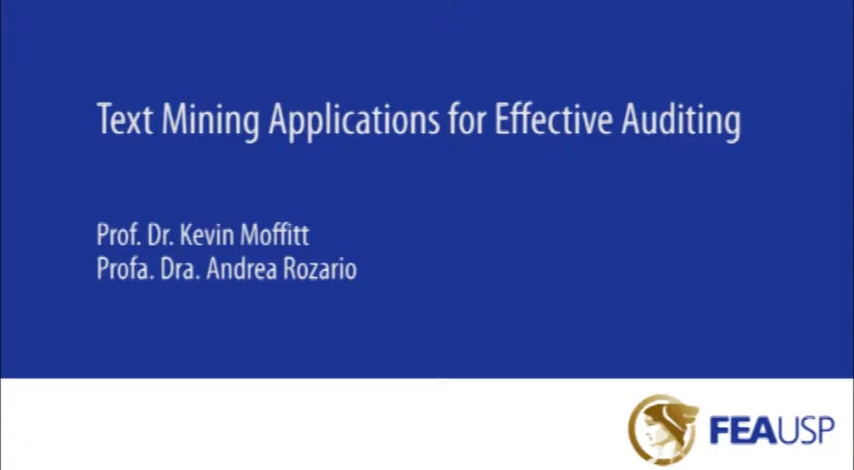 Text Mining Applications for Effective Auditing
Prof. Dr. Kevin Moffitt
Profa. Dra. Andrea Rozario
FEAUSP